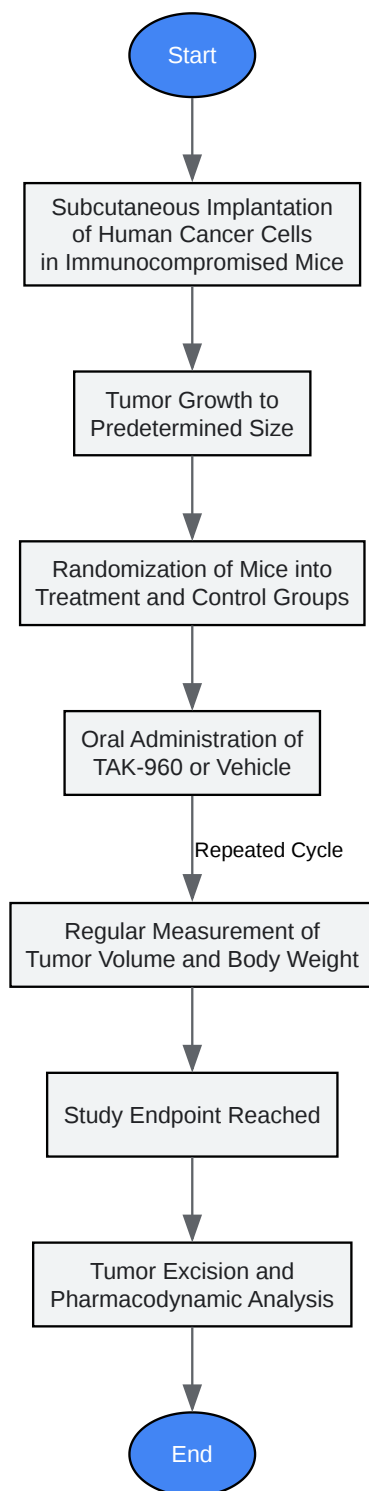 Start
Subcutaneous Implantation
of Human Cancer Cells
in Immunocompromised Mice
Tumor Growth to
Predetermined Size
Randomization of Mice into
Treatment and Control Groups
Oral Administration of
TAK-960 or Vehicle
Repeated Cycle
Regular Measurement of
Tumor Volume and Body Weight
Study Endpoint Reached
Tumor Excision and
Pharmacodynamic Analysis
End